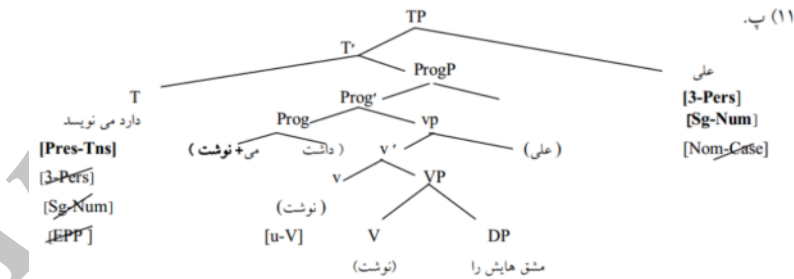 ۱۱) پ.
TP
T'
ProgP
علی
T
Prog'
[3-Pers]
دارد می نویسد
Prog
vp
[Sg-Num]
[Pres-Tns]
(داشت می+ نوشت)
v'
(علی)
[Nom-Case]
[3-Pers]
v
VP
[Sg-Num]
(نوشت)
[EPP]
[u-V]
V
DP
(نوشت)
مشق هایش را